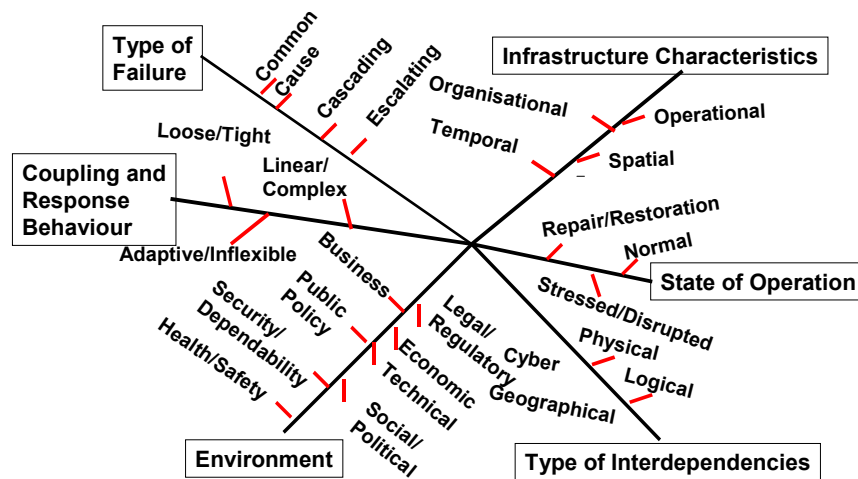 Type of
Failure
Common
Cause
Cascading
Escalating
Infrastructure Characteristics
Organisational
Operational
Temporal
Spatial
Loose/Tight
Linear/
Complex
Coupling and
Response
Behaviour
Adaptive/Inflexible
Repair/Restoration
Normal
State of Operation
Stressed/Disrupted
Business
Public
Policy
Security/
Dependability
Health/Safety
Legal/
Regulatory
Economic
Technical
Social/
Political
Environment
Cyber
Physical
Geographical
Logical
Type of Interdependencies